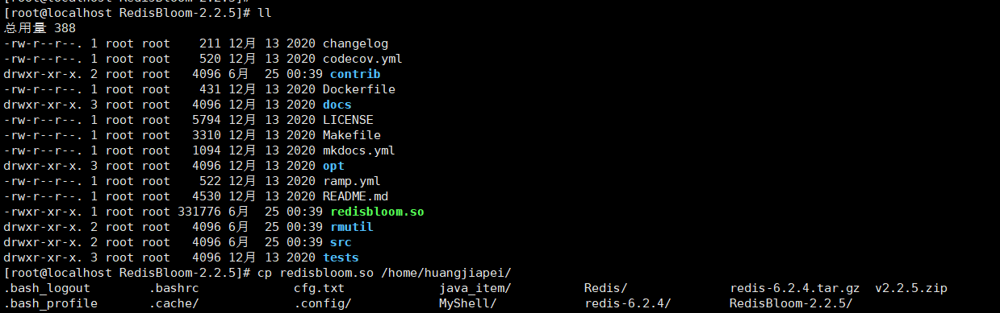 [root@localhost RedisBloom-2.2.5]# ll
总用量 388
-rw-r--r--. 1 root root    211 12月 13 2020 changelog
-rw-r--r--. 1 root root    520 12月 13 2020 codecov.yml
drwxr-xr-x. 2 root root   4096 6月  25 00:39 contrib
-rw-r--r--. 1 root root    431 12月 13 2020 Dockerfile
drwxr-xr-x. 3 root root   4096 12月 13 2020 docs
-rw-r--r--. 1 root root   5794 12月 13 2020 LICENSE
-rw-r--r--. 1 root root   3310 12月 13 2020 Makefile
-rw-r--r--. 1 root root   1094 12月 13 2020 mkdocs.yml
drwxr-xr-x. 3 root root   4096 12月 13 2020 opt
-rw-r--r--. 1 root root    522 12月 13 2020 ramp.yml
-rw-r--r--. 1 root root   4530 12月 13 2020 README.md
-rwxr-xr-x. 1 root root 331776 6月  25 00:39 redisbloom.so
drwxr-xr-x. 2 root root   4096 6月  25 00:39 rmutil
drwxr-xr-x. 2 root root   4096 6月  25 00:39 src
drwxr-xr-x. 3 root root   4096 12月 13 2020 tests
[root@localhost RedisBloom-2.2.5]# cp redisbloom.so /home/huangjiapei/
.bash_logout        .bashrc             cfg.txt             java_item/          Redis/              redis-6.2.4.tar.gz  v2.2.5.zip
.bash_profile       .cache/             .config/            MyShell/            redis-6.2.4/        RedisBloom-2.2.5/